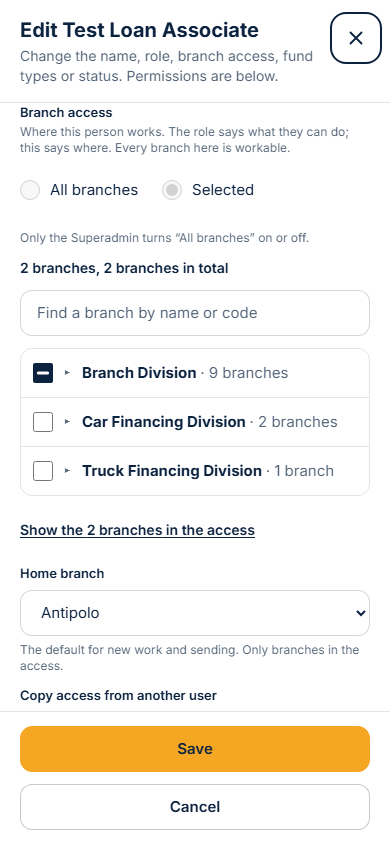 Edit Test Loan Associate
Change the name, role, branch access, fund
types or status. Permissions are below.
Branch access
Where this person works. The role says what they can do;
this says where. Every branch here is workable.
All branches
Selected
Only the Superadmin turns “All branches” on or off.
2 branches, 2 branches in total
Find a branch by name or code
Branch Division · 9 branches
Car Financing Division · 2 branches
Truck Financing Division · 1 branch
Show the 2 branches in the access
Home branch
Antipolo
The default for new work and sending. Only branches in the
access.
Copy access from another user
Save
Cancel